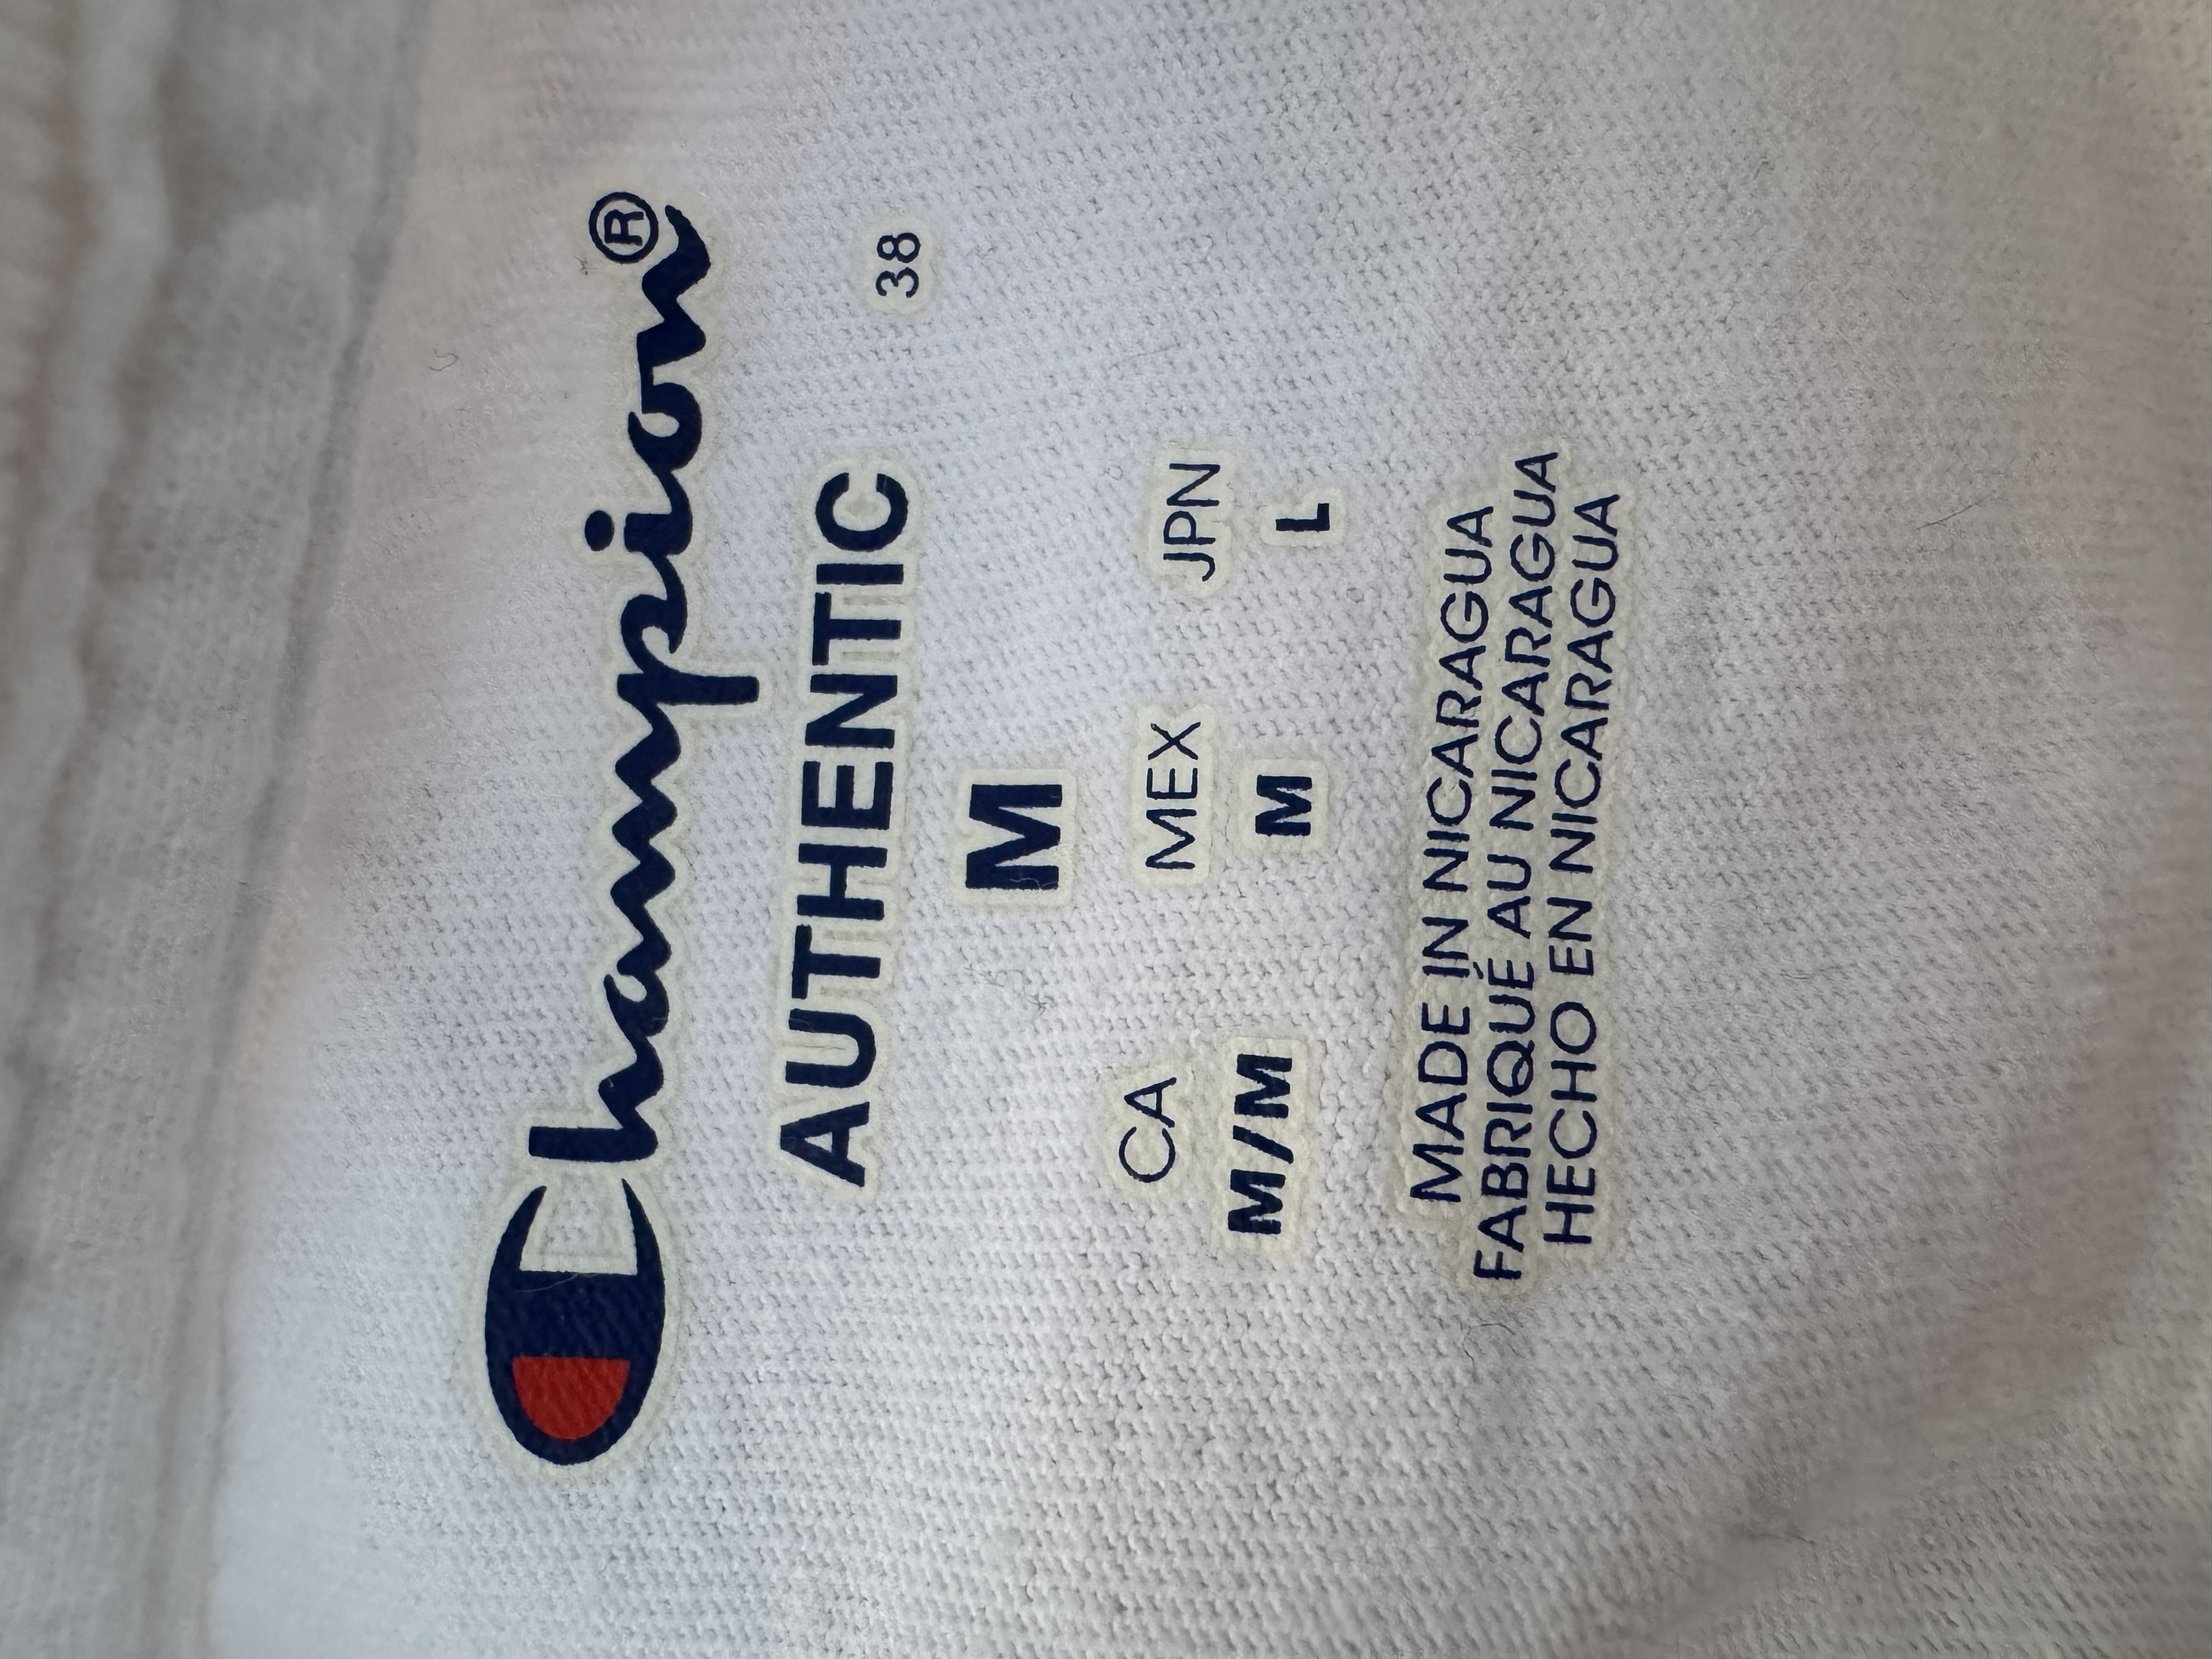 Champion®
AUTHENTIC 38
M
CA MEX JPN
M/M M L
MADE IN NICARAGUA
FABRIQUÉ AU NICARAGUA
HECHO EN NICARAGUA